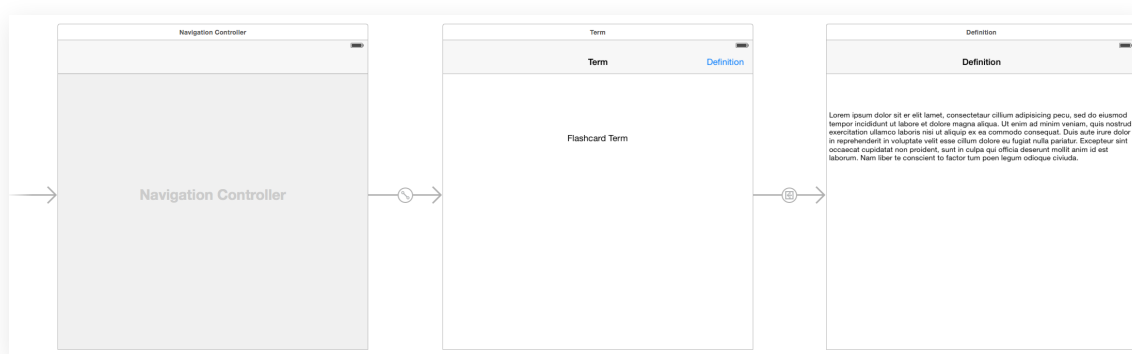 Navigation Controller
Navigation Controller
Term
Term
Definition
Flashcard Term
Definition
Definition
Lorem ipsum dolor sit er elit lamet, consectetaur cillium adipisicing pecu, sed do eiusmod
tempor incididunt ut labore et dolore magna aliqua. Ut enim ad minim veniam, quis nostrud
exercitation ullamco laboris nisi ut aliquip ex ea commodo consequat. Duis aute irure dolor
in reprehenderit in voluptate velit esse cillum dolore eu fugiat nulla pariatur. Excepteur sint
occaecat cupidatat non proident, sunt in culpa qui officia deserunt mollit anim id est
laborum. Nam liber te conscient to factor tum poen legum odioque civiuda.